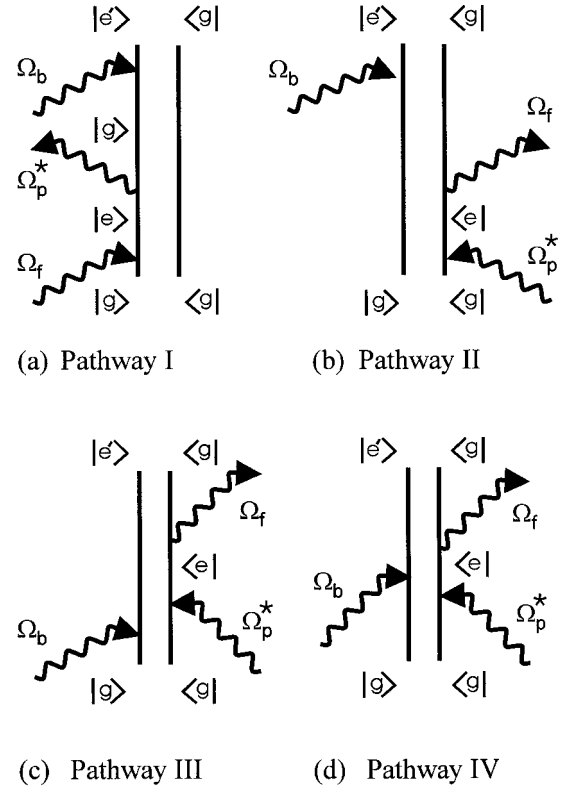 |e'> <g|
Ω_b
|g>
Ω_p^*
|e>
Ω_f
|g> <g|
(a) Pathway I
|e'> <g|
Ω_b
Ω_f
<e|
Ω_p^*
|g> <g|
(b) Pathway II
|e'> <g|
Ω_f
<e|
Ω_b
Ω_p^*
|g> <g|
(c) Pathway III
|e'> <g|
Ω_f
<e|
Ω_b
Ω_p^*
|g> <g|
(d) Pathway IV